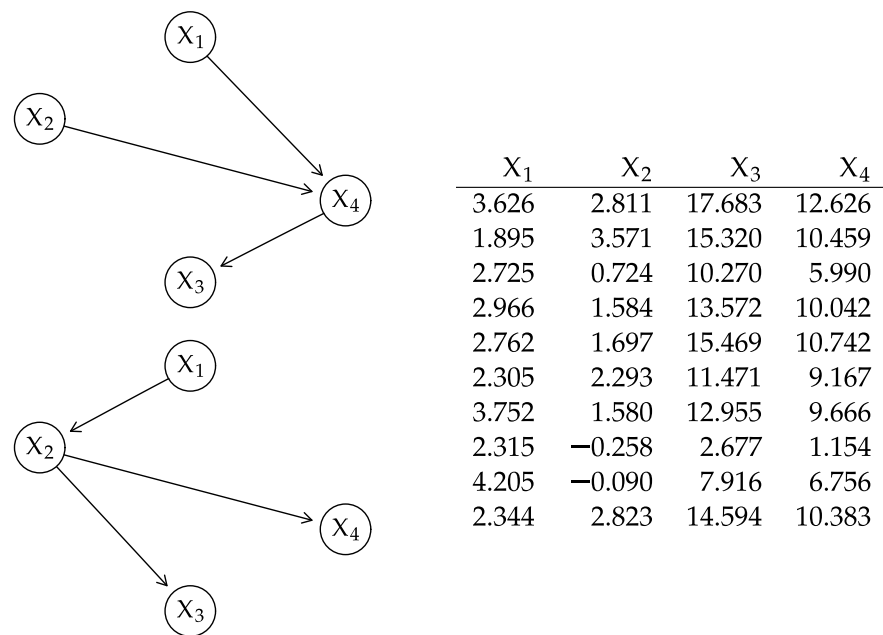 X₁
X₂
X₄
X₃
X₁
X₂
X₄
X₃
X₁ X₂ X₃ X₄
3.626 2.811 17.683 12.626
1.895 3.571 15.320 10.459
2.725 0.724 10.270 5.990
2.966 1.584 13.572 10.042
2.762 1.697 15.469 10.742
2.305 2.293 11.471 9.167
3.752 1.580 12.955 9.666
2.315 −0.258 2.677 1.154
4.205 −0.090 7.916 6.756
2.344 2.823 14.594 10.383